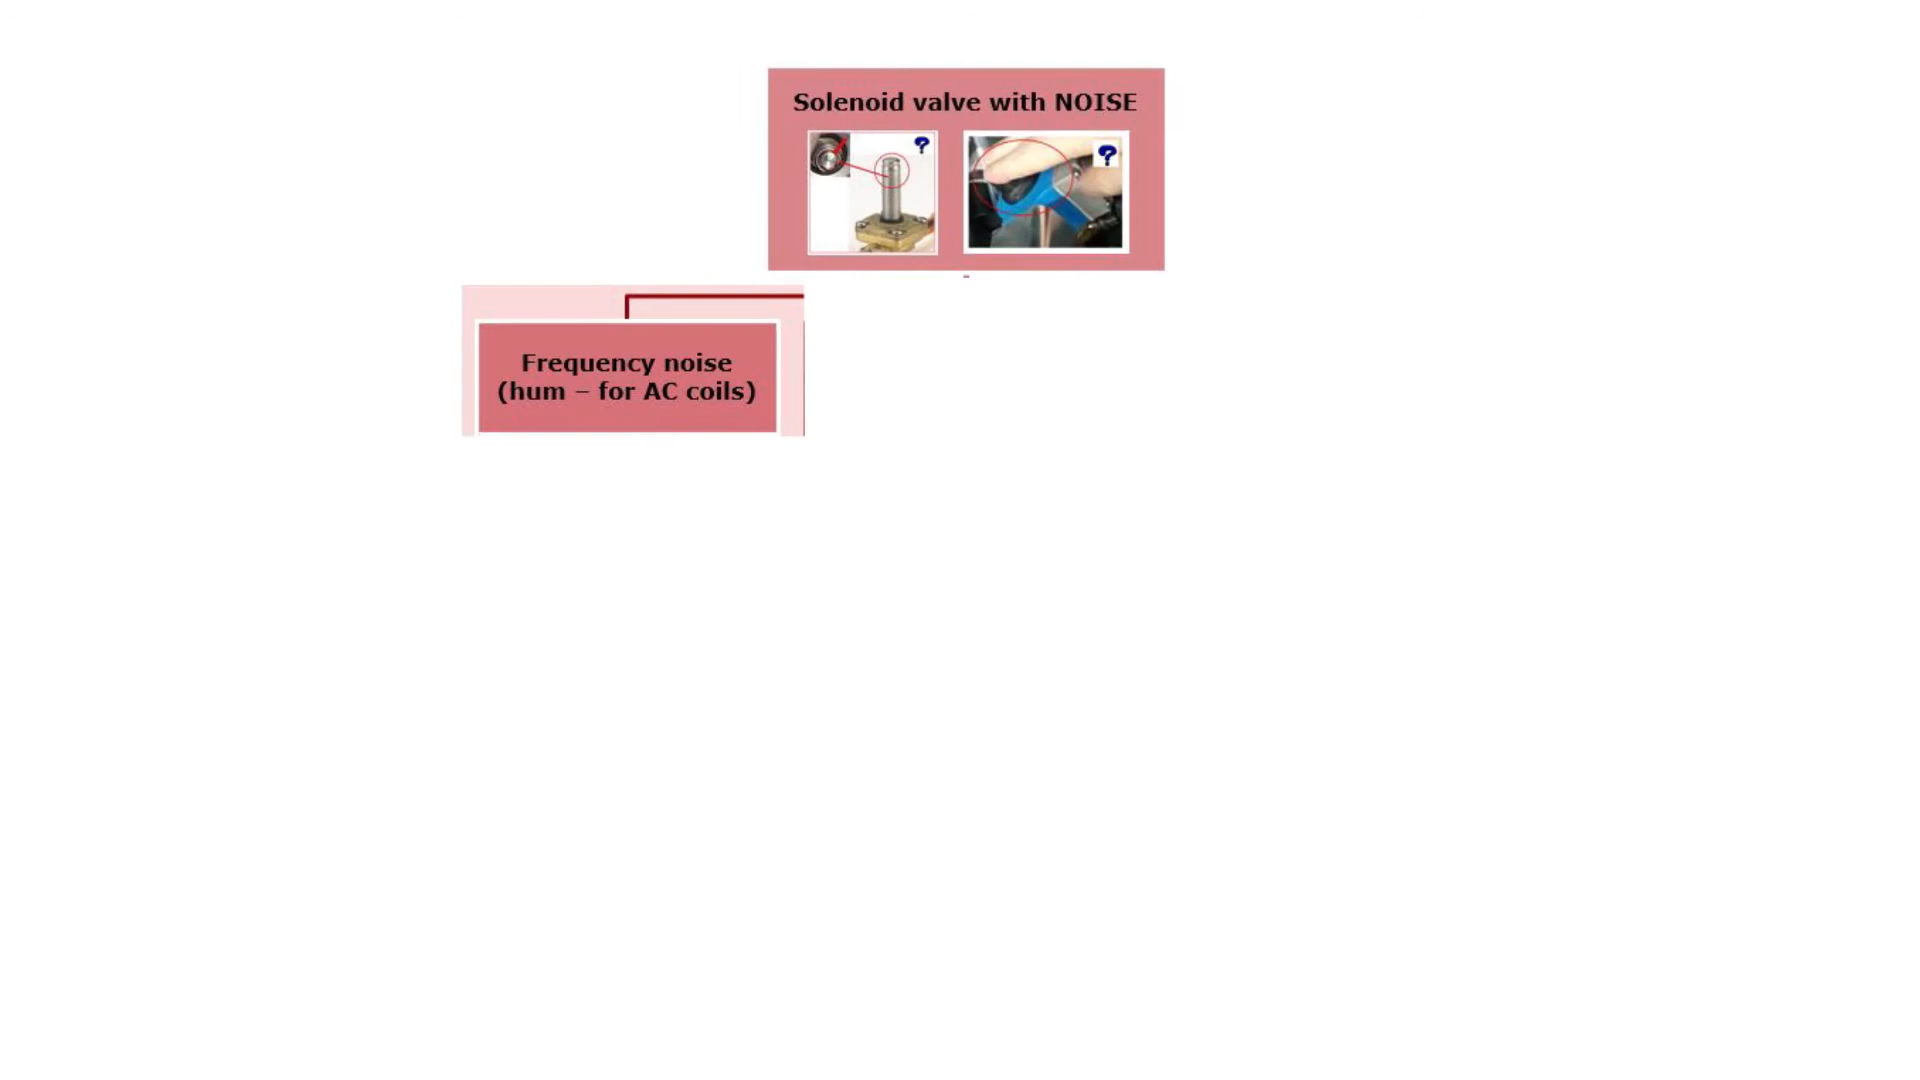 Solenoid valve with NOISE
? ?
Frequency noise
(hum – for AC coils)